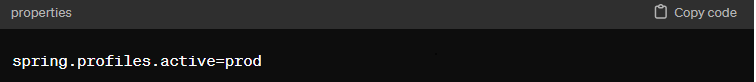 properties
Copy code
spring.profiles.active=prod